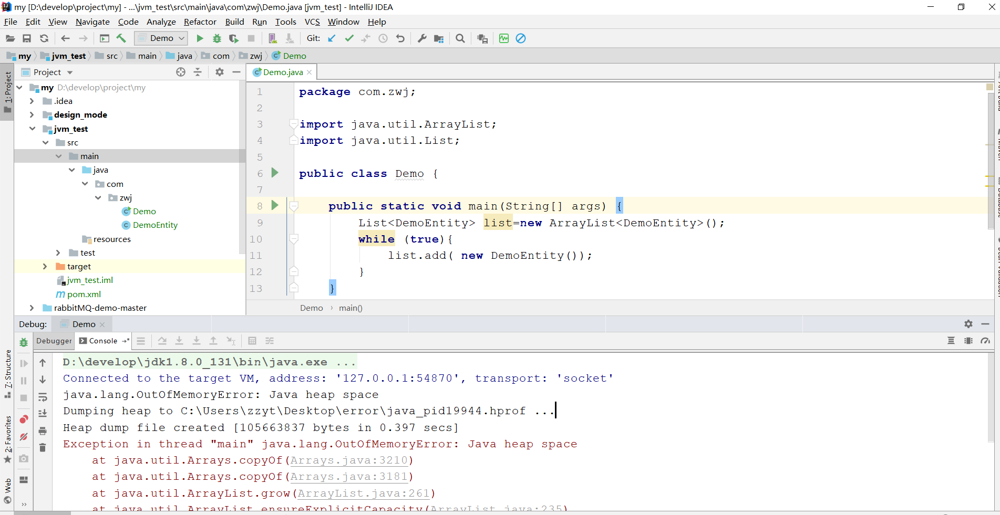 my [D:\develop\project\my] - ...\jvm_test\src\main\java\com\zwj\Demo.java [jvm_test] - IntelliJ IDEA
File Edit View Navigate Code Analyze Refactor Build Run Tools VCS Window Help
Demo Git:
my jvm_test src main java com zwj Demo
1: Project
Project
my D:\develop\project\my
.idea
design_mode
jvm_test
src
main
java
com
zwj
Demo
DemoEntity
resources
test
target
jvm_test.iml
pom.xml
rabbitMQ-demo-master
Demo.java
1 package com.zwj;
2
3 import java.util.ArrayList;
4 import java.util.List;
5
6 public class Demo {
7
8 public static void main(String[] args) {
9 List<DemoEntity> list=new ArrayList<DemoEntity>();
10 while (true){
11 list.add( new DemoEntity());
12 }
13 }
Demo › main()
Debug: Demo
Debugger Console
7: Structure
2: Favorites
Web
D:\develop\jdk1.8.0_131\bin\java.exe ...
Connected to the target VM, address: '127.0.0.1:54870', transport: 'socket'
java.lang.OutOfMemoryError: Java heap space
Dumping heap to C:\Users\zzyt\Desktop\error\java_pid19944.hprof ...
Heap dump file created [105663837 bytes in 0.397 secs]
Exception in thread "main" java.lang.OutOfMemoryError: Java heap space
at java.util.Arrays.copyOf(Arrays.java:3210)
at java.util.Arrays.copyOf(Arrays.java:3181)
at java.util.ArrayList.grow(ArrayList.java:261)
at java.util.ArrayList.ensureExplicitCapacity(ArrayList.java:235)